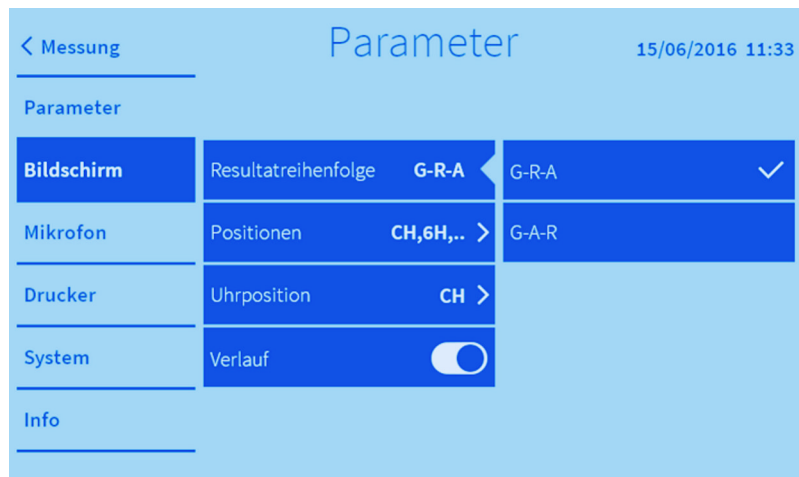 Messung
Parameter
15/06/2016 11:33
Parameter
Bildschirm
Resultatreihenfolge G-R-A
G-R-A
Mikrofon
Positionen CH,6H,..
G-A-R
Drucker
Uhrposition CH
System
Verlauf
Info